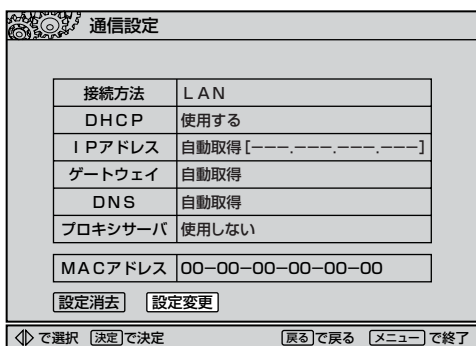 通信設定
接続方法 LAN
DHCP 使用する
IPアドレス 自動取得[−−−.−−−.−−−.−−−]
ゲートウェイ 自動取得
DNS 自動取得
プロキシサーバ 使用しない
MACアドレス 00−00−00−00−00−00
設定消去 設定変更
で選択 決定で決定 戻るで戻る メニューで終了